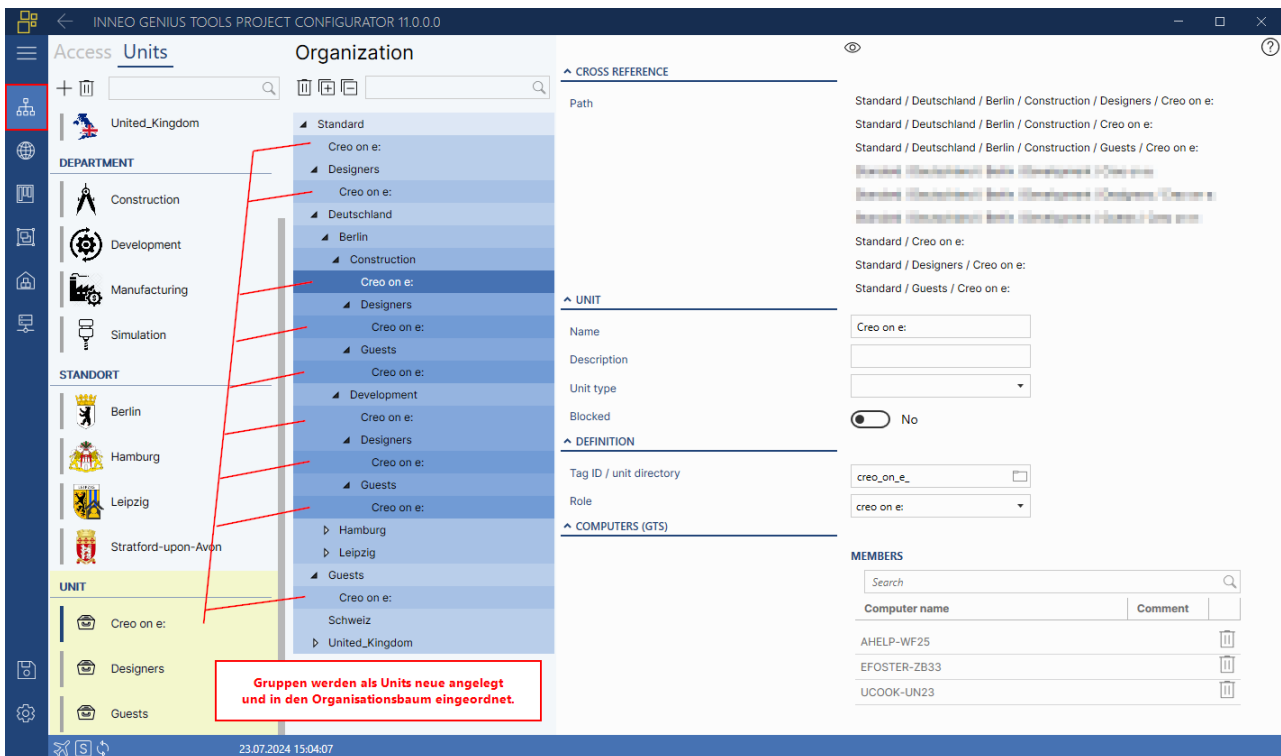 INNEO GENIUS TOOLS PROJECT CONFIGURATOR 11.0.0.0
Access Units
United_Kingdom
DEPARTMENT
Construction
Development
Manufacturing
Simulation
STANDORT
Berlin
Hamburg
Leipzig
Stratford-upon-Avon
UNIT
Creo on e:
Designers
Guests
Organization
Standard
Creo on e:
Designers
Creo on e:
Deutschland
Berlin
Construction
Creo on e:
Designers
Creo on e:
Guests
Creo on e:
Development
Creo on e:
Designers
Creo on e:
Guests
Creo on e:
Hamburg
Leipzig
Guests
Creo on e:
Schweiz
United_Kingdom
Gruppen werden als Units neue angelegt
und in den Organisationsbaum eingeordnet.
CROSS REFERENCE
Path
Standard / Deutschland / Berlin / Construction / Designers / Creo on e:
Standard / Deutschland / Berlin / Construction / Creo on e:
Standard / Deutschland / Berlin / Construction / Guests / Creo on e:
Standard / Creo on e:
Standard / Designers / Creo on e:
Standard / Guests / Creo on e:
UNIT
Name Creo on e:
Description
Unit type
Blocked No
DEFINITION
Tag ID / unit directory creo_on_e_
Role creo on e:
COMPUTERS (GTS)
MEMBERS
Search
Computer name Comment
AHELP-WF25
EFOSTER-ZB33
UCOOK-UN23
S 23.07.2024 15:04:07